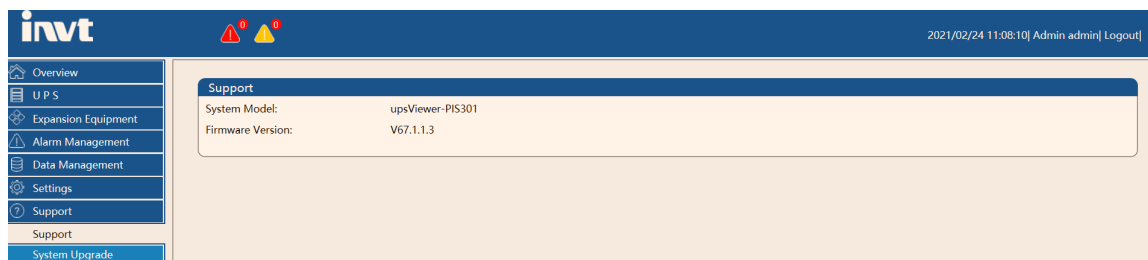 invt
0
0
2021/02/24 11:08:10| Admin admin| Logout|
Overview
UPS
Expansion Equipment
Alarm Management
Data Management
Settings
Support
Support
System Upgrade
Support
System Model: upsViewer-PIS301
Firmware Version: V67.1.1.3